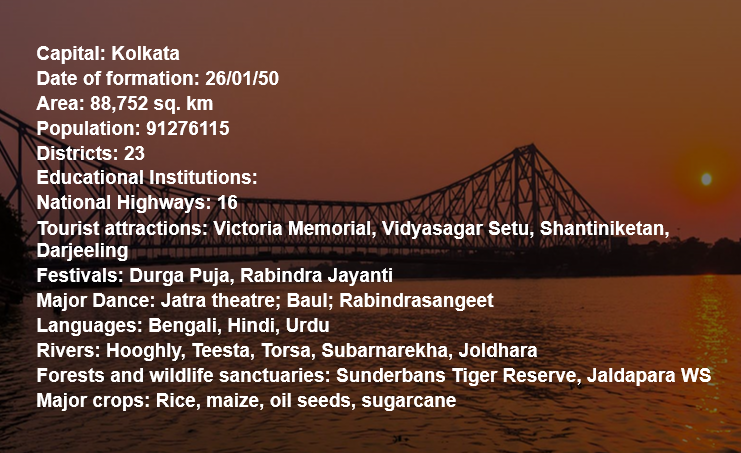 Capital: Kolkata
Date of formation: 26/01/50
Area: 88,752 sq. km
Population: 91276115
Districts: 23
Educational Institutions:
National Highways: 16
Tourist attractions: Victoria Memorial, Vidyasagar Setu, Shantiniketan,
Darjeeling
Festivals: Durga Puja, Rabindra Jayanti
Major Dance: Jatra theatre; Baul; Rabindrasangeet
Languages: Bengali, Hindi, Urdu
Rivers: Hooghly, Teesta, Torsa, Subarnarekha, Joldhara
Forests and wildlife sanctuaries: Sunderbans Tiger Reserve, Jaldapara WS
Major crops: Rice, maize, oil seeds, sugarcane